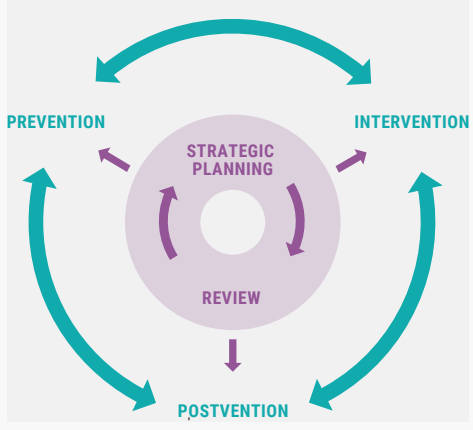 PREVENTION
INTERVENTION
STRATEGIC
PLANNING
REVIEW
POSTVENTION